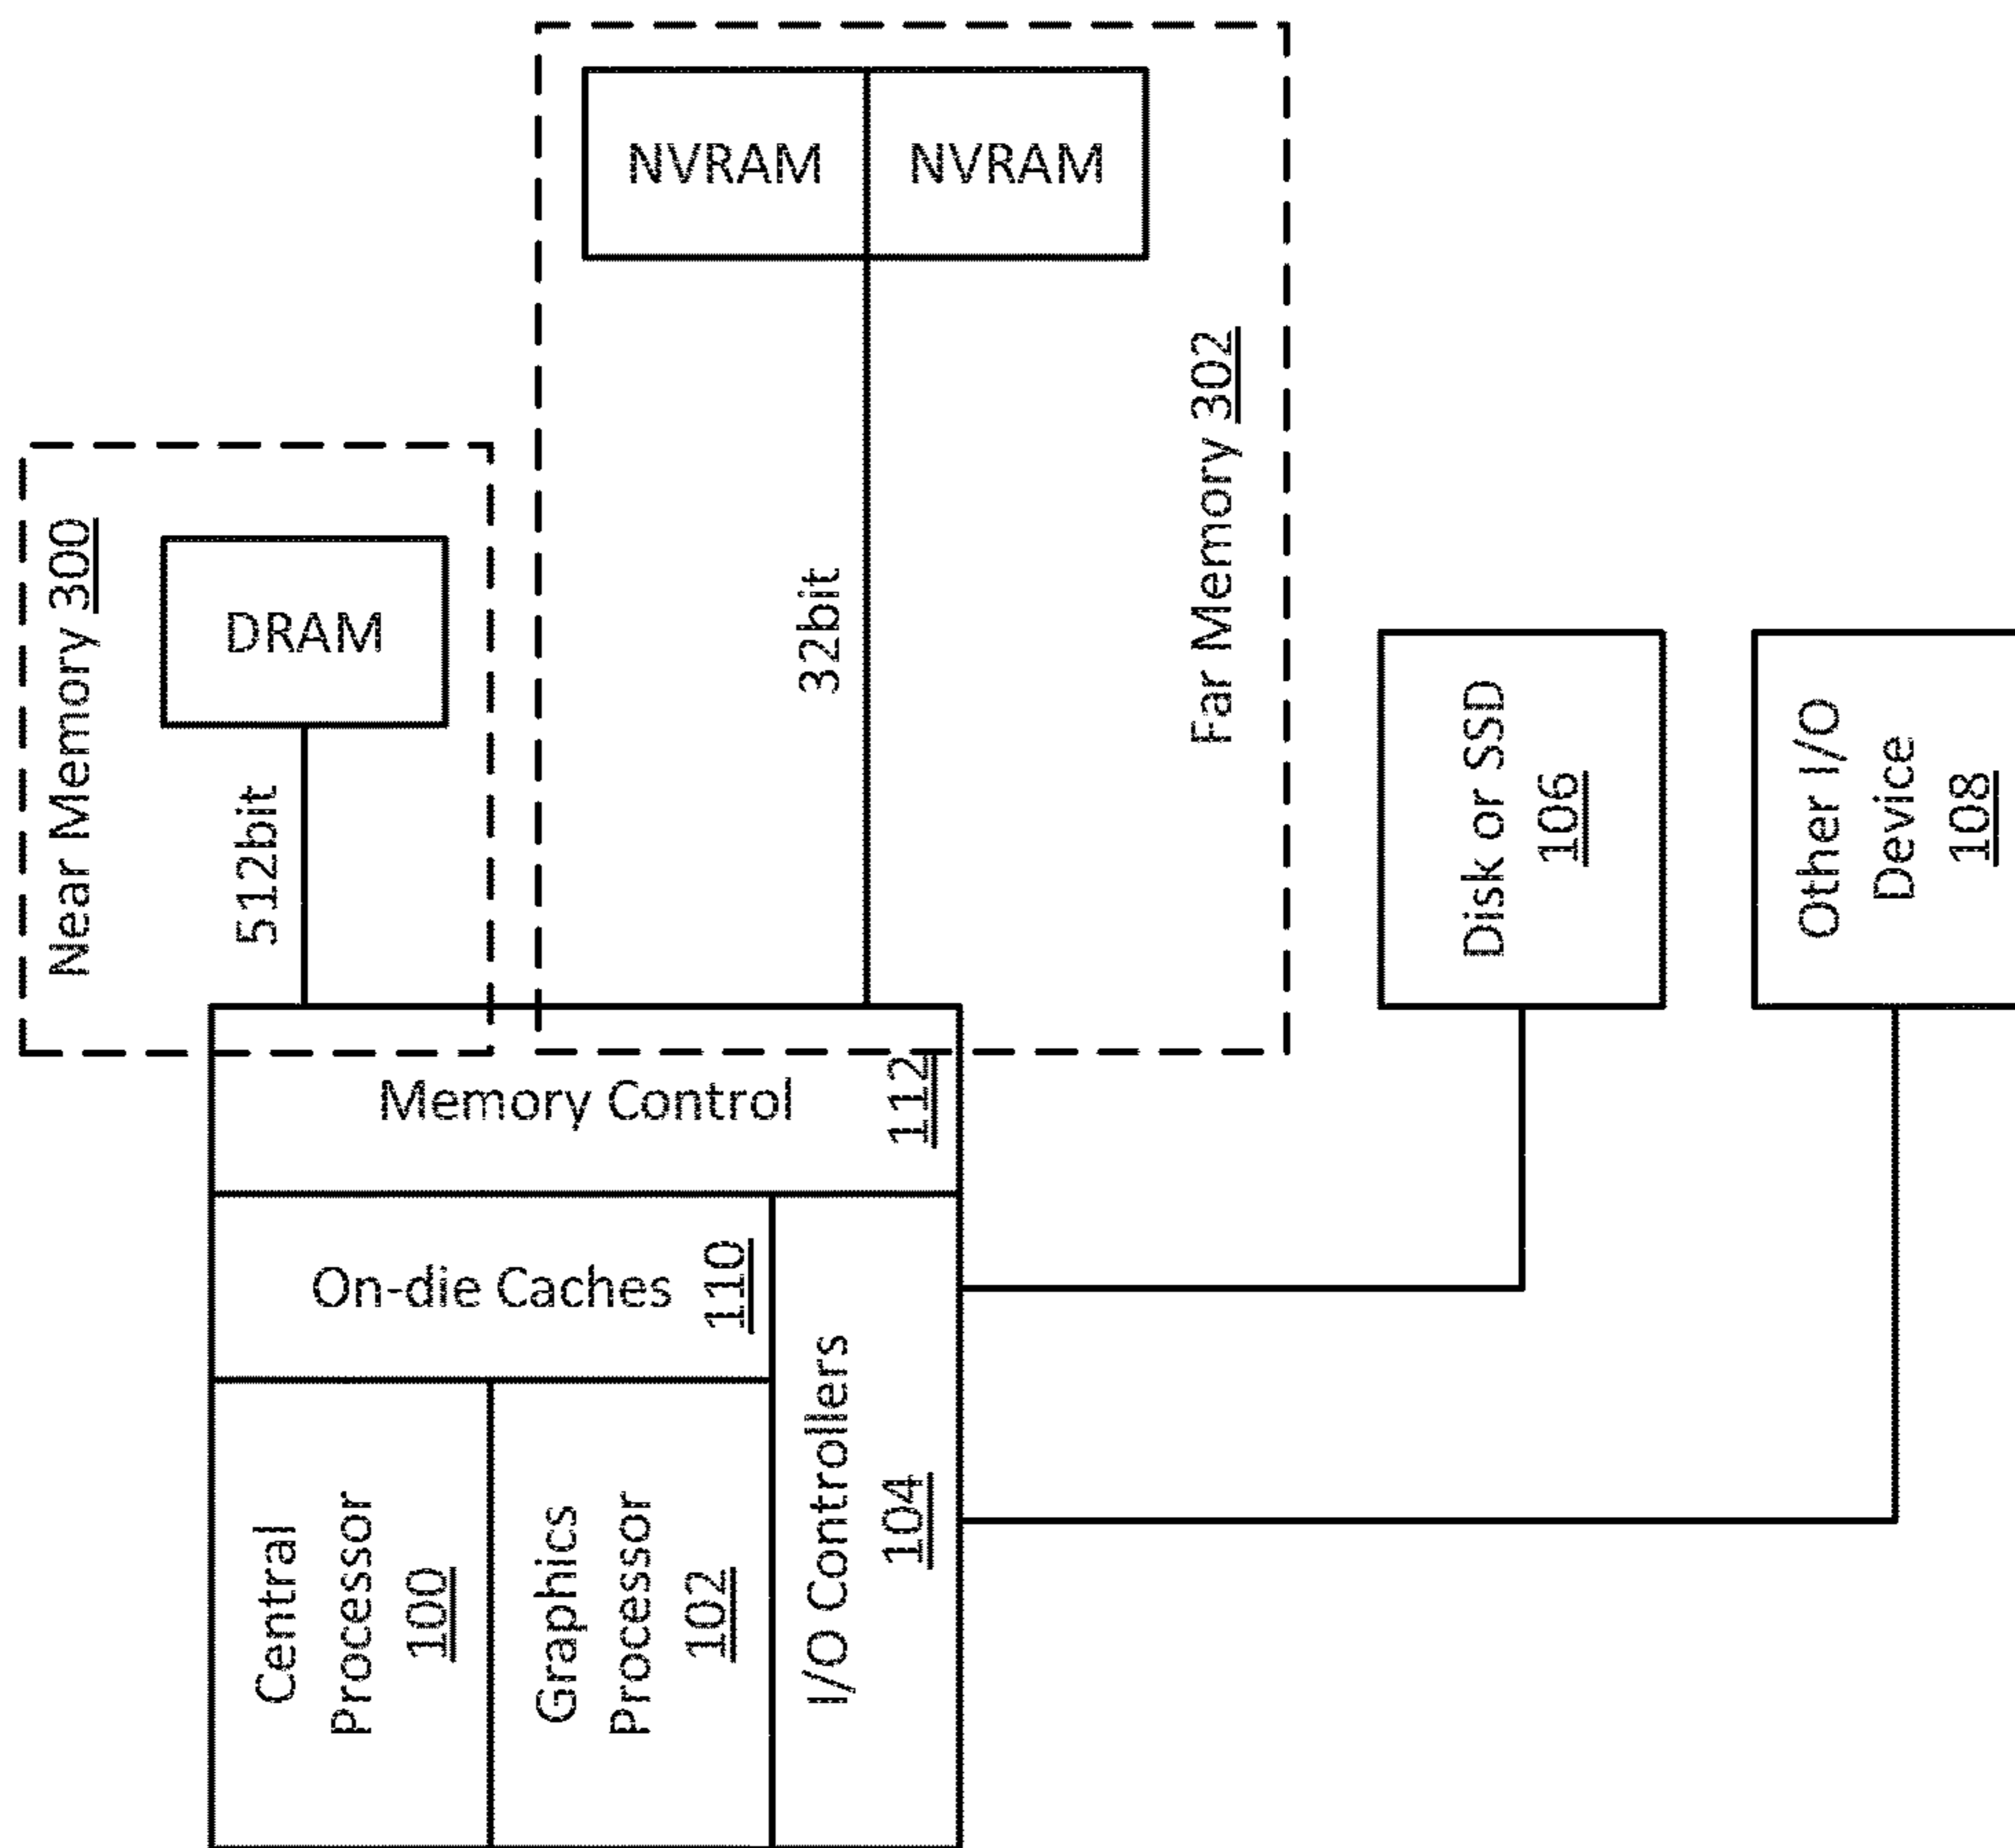 Near Memory 300
DRAM
512bit
NVRAM
NVRAM
32bit
Far Memory 302
Memory Control
112
On-die Caches
110
Central
Processor
100
Graphics
Processor
102
I/O Controllers
104
Disk or SSD
106
Other I/O
Device
108